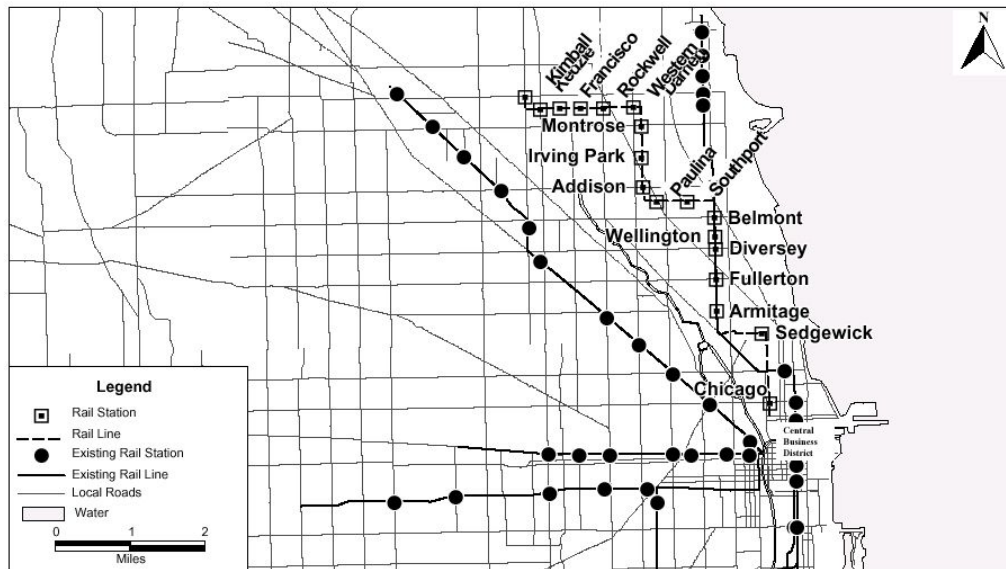 N
Kimball
Kedzie
Francisco
Rockwell
Western
Damen
Montrose
Irving Park
Addison
Paulina
Southport
Belmont
Wellington
Diversey
Fullerton
Armitage
Sedgewick
Chicago
Central
Business
District
Legend
Rail Station
Rail Line
Existing Rail Station
Existing Rail Line
Local Roads
Water
0 1 2
Miles